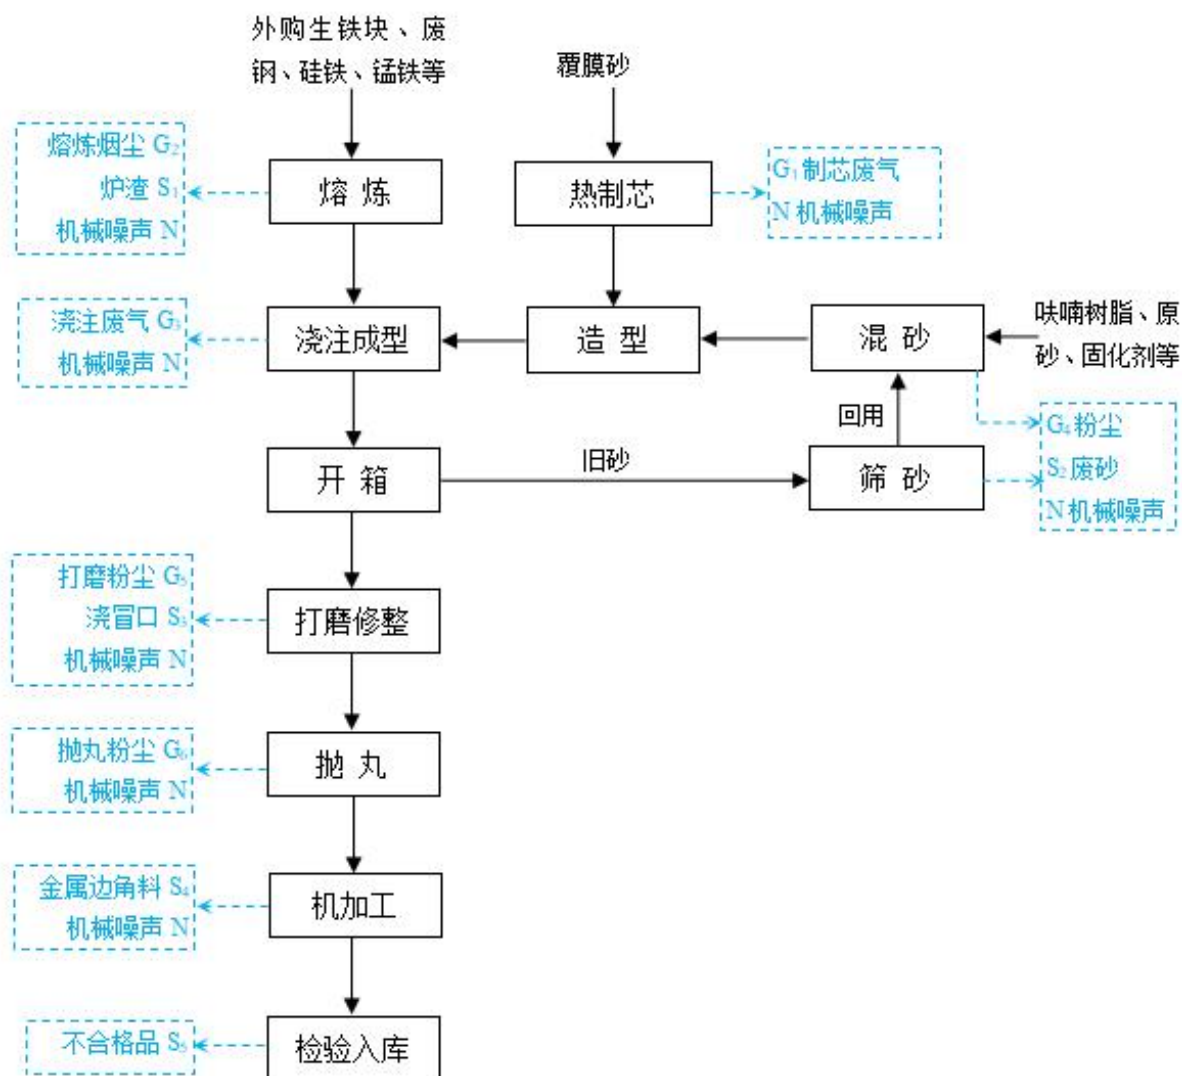 外购生铁块、废
钢、硅铁、锰铁等
覆膜砂
熔炼烟尘 G₂
炉渣 S₁
机械噪声 N
熔 炼
热制芯
G₁制芯废气
N 机械噪声
浇注废气 G₃
机械噪声 N
浇注成型
造 型
混 砂
呋喃树脂、原
砂、固化剂等
回用
G₄粉尘
S₂废砂
N 机械噪声
开 箱
旧砂
筛 砂
打磨粉尘 G₅
浇冒口 S₃
机械噪声 N
打磨修整
抛丸粉尘 G₆
机械噪声 N
抛 丸
金属边角料 S₄
机械噪声 N
机加工
不合格品 S₅
检验入库